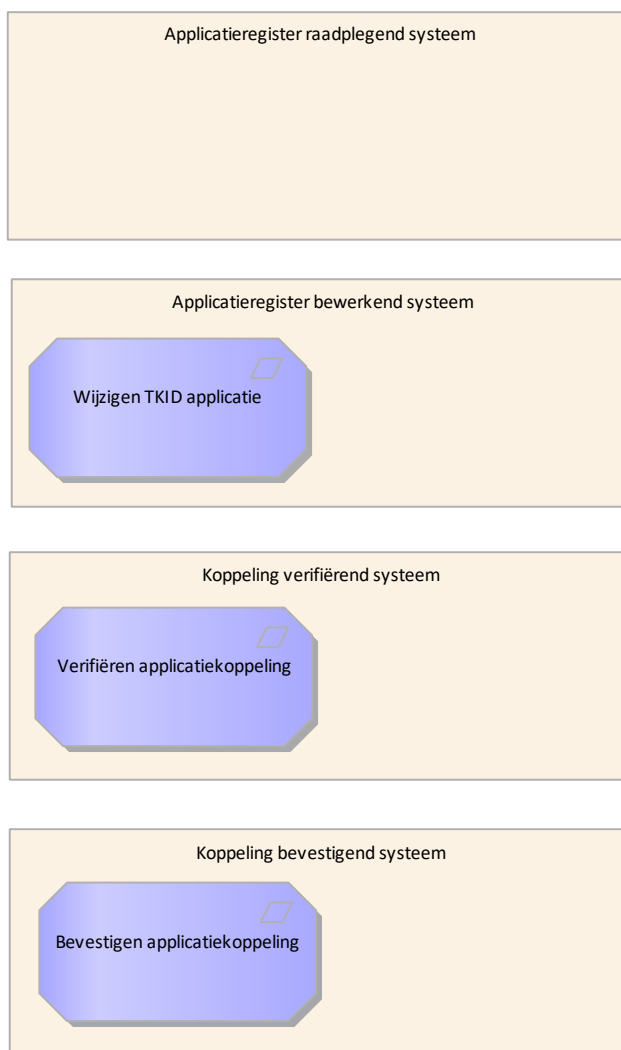 Applicatieregister raadplegend systeem
Applicatieregister bewerkend systeem
Wijzigen TKID applicatie
Koppeling verifiërend systeem
Verifiëren applicatiekoppeling
Koppeling bevestigend systeem
Bevestigen applicatiekoppeling